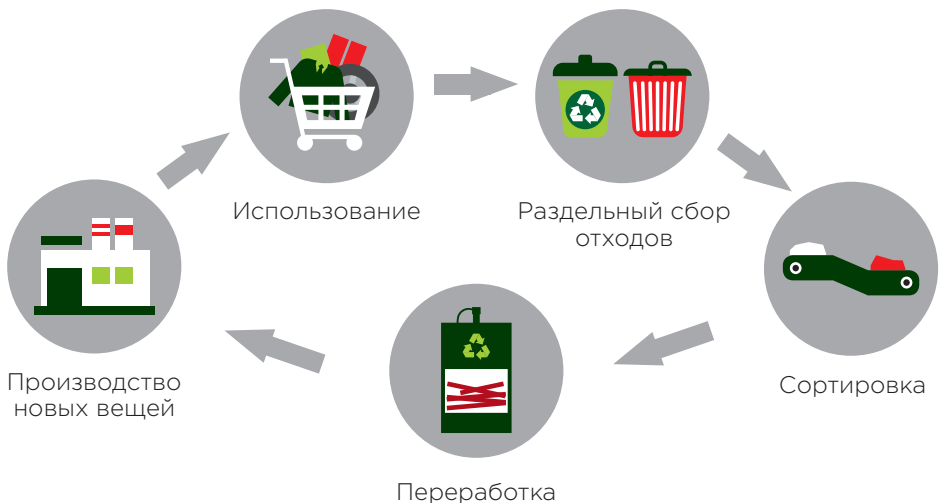 Использование
Раздельный сбор
отходов
Сортировка
Переработка
Производство
новых вещей